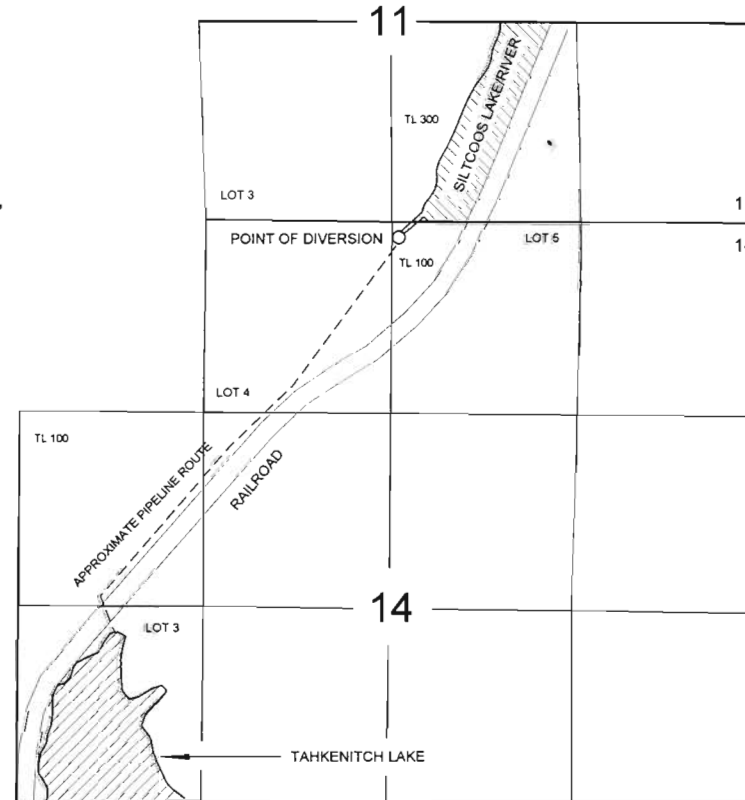 11
TL 300
SILTCOOS LAKE/RIVER
LOT 3
POINT OF DIVERSION
LOT 5
TL 100
LOT 4
TL 100
APPROXIMATE PIPELINE ROUTE
RAILROAD
14
LOT 3
TAHKENITCH LAKE